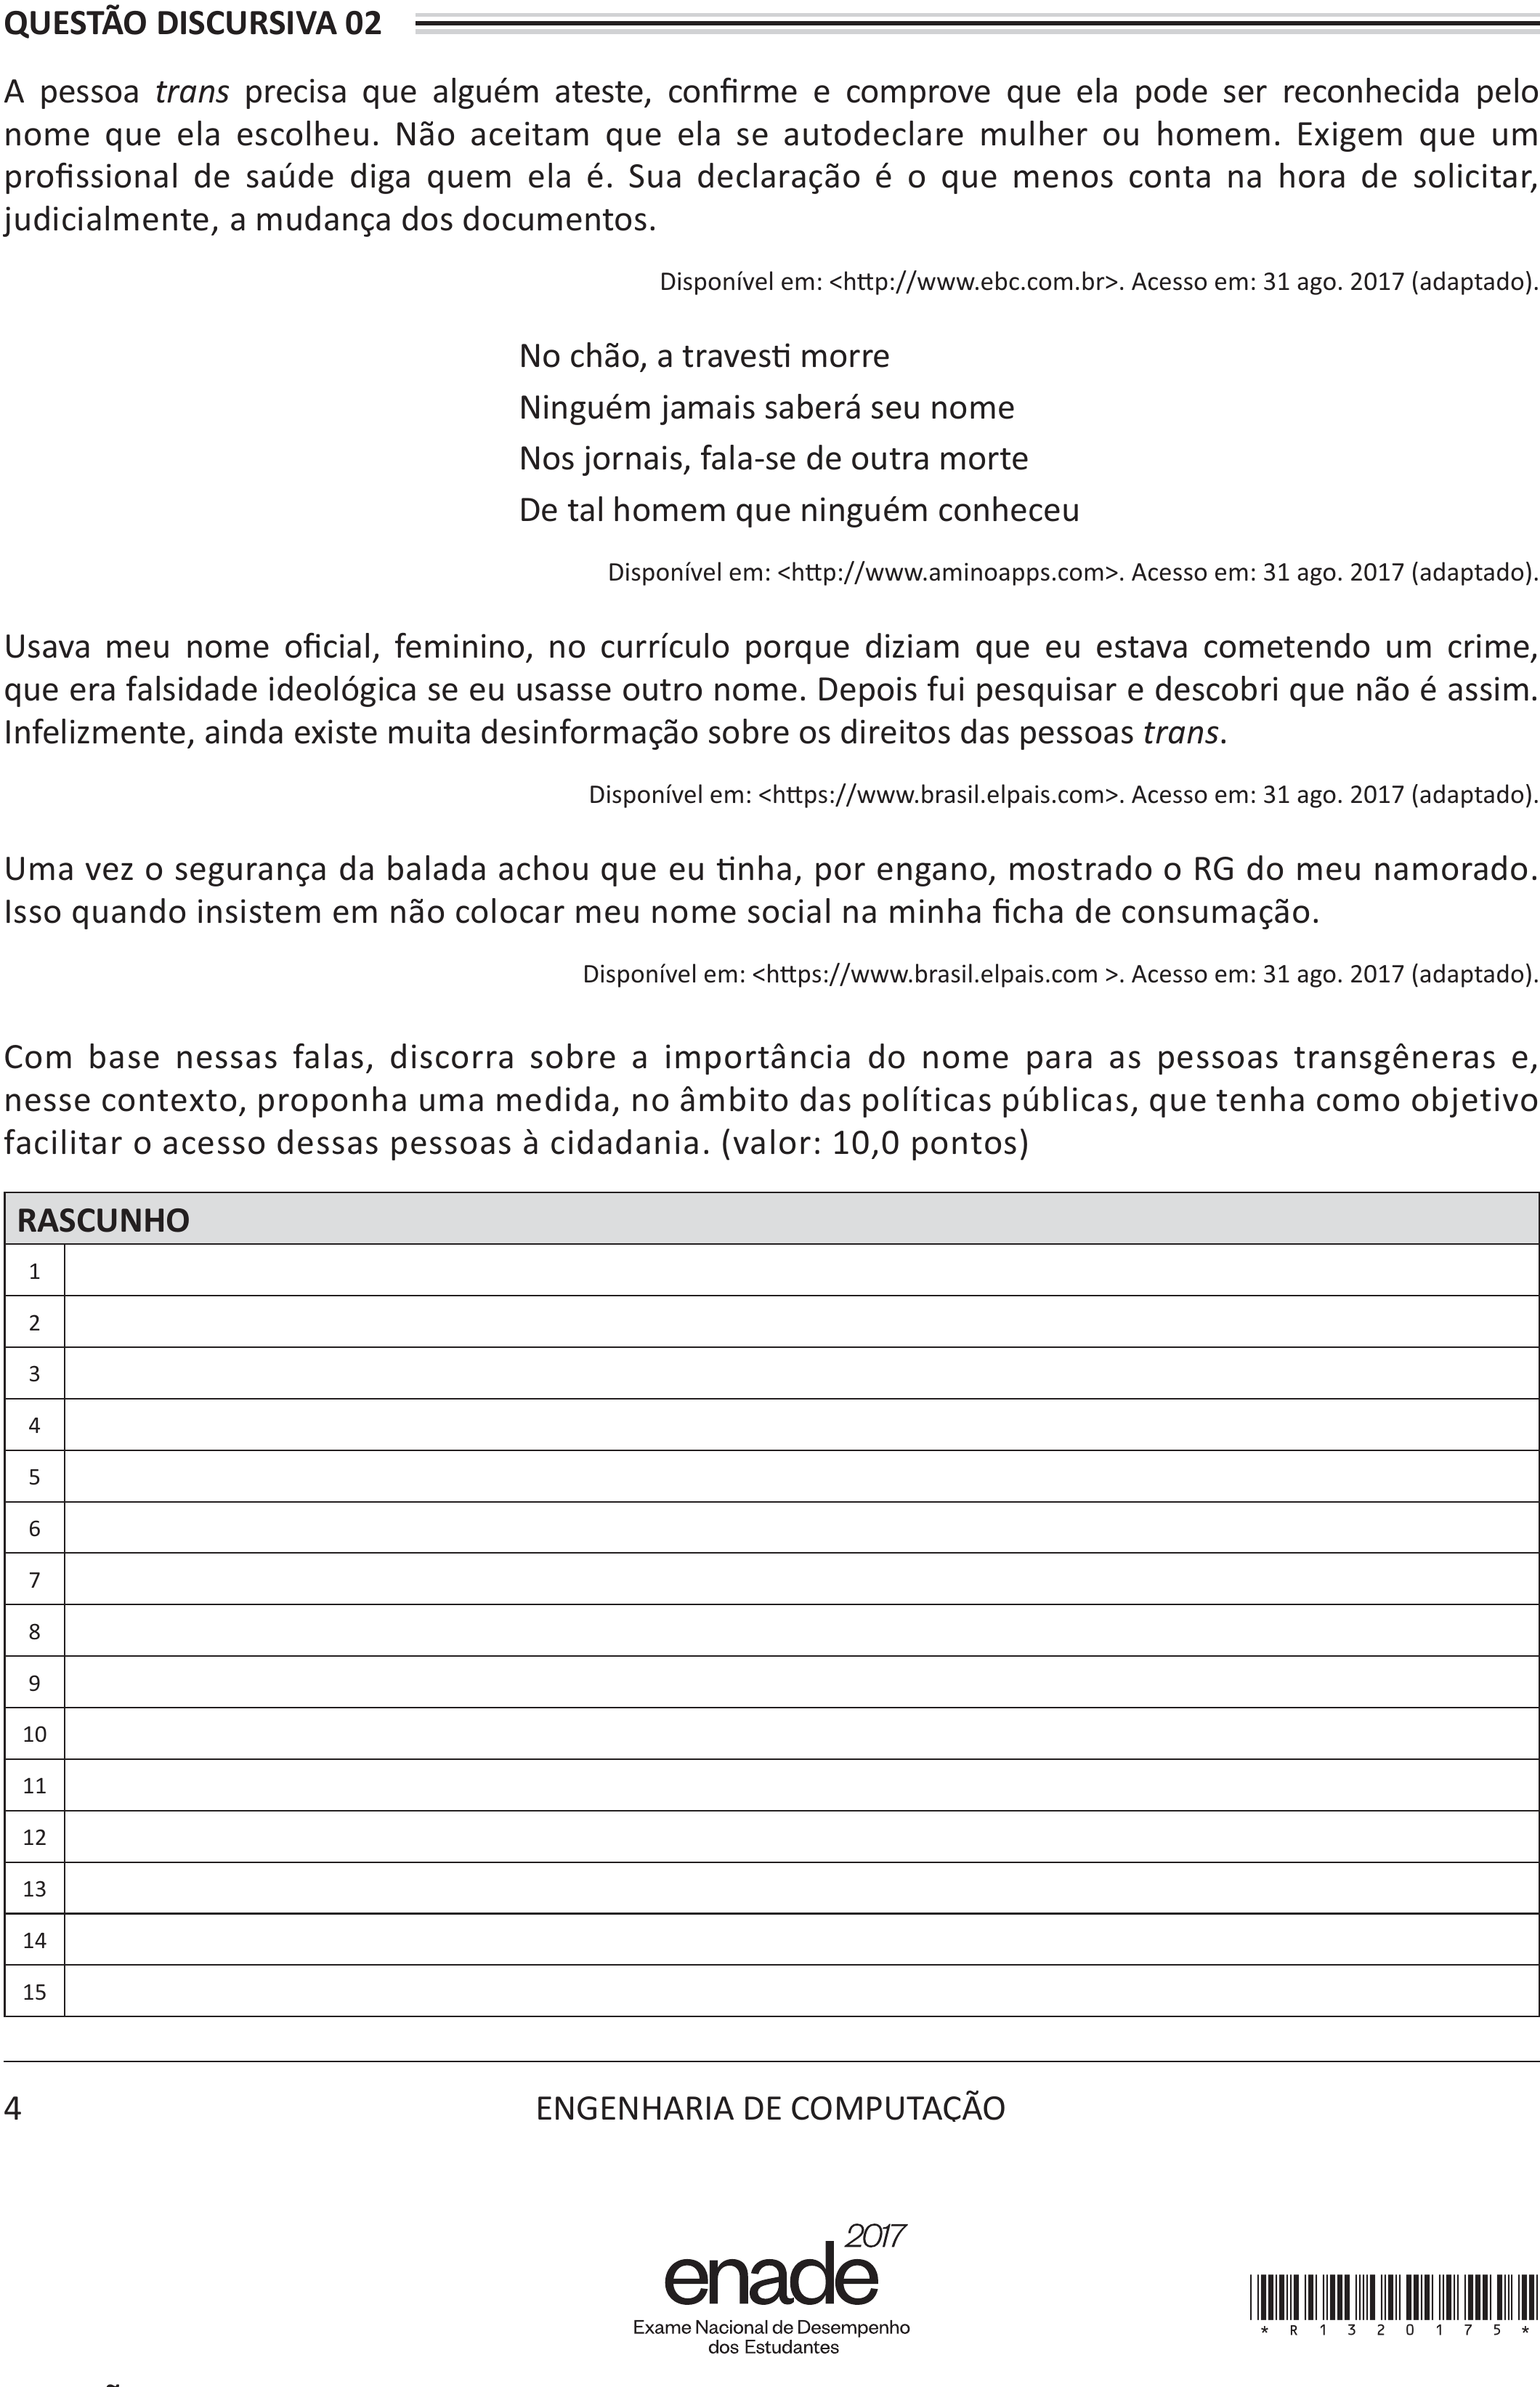 QUESTÃO DISCURSIVA 02
A pessoa trans precisa que alguém ateste, confirme e comprove que ela pode ser reconhecida pelo
nome que ela escolheu. Não aceitam que ela se autodeclare mulher ou homem. Exigem que um
profissional de saúde diga quem ela é. Sua declaração é o que menos conta na hora de solicitar,
judicialmente, a mudança dos documentos.
Disponível em: <http://www.ebc.com.br>. Acesso em: 31 ago. 2017 (adaptado).
No chão, a travesti morre
Ninguém jamais saberá seu nome
Nos jornais, fala-se de outra morte
De tal homem que ninguém conheceu
Disponível em: <http://www.aminoapps.com>. Acesso em: 31 ago. 2017 (adaptado).
Usava meu nome oficial, feminino, no currículo porque diziam que eu estava cometendo um crime,
que era falsidade ideológica se eu usasse outro nome. Depois fui pesquisar e descobri que não é assim.
Infelizmente, ainda existe muita desinformação sobre os direitos das pessoas trans.
Disponível em: <https://www.brasil.elpais.com>. Acesso em: 31 ago. 2017 (adaptado).
Uma vez o segurança da balada achou que eu tinha, por engano, mostrado o RG do meu namorado.
Isso quando insistem em não colocar meu nome social na minha ficha de consumação.
Disponível em: <https://www.brasil.elpais.com >. Acesso em: 31 ago. 2017 (adaptado).
Com base nessas falas, discorra sobre a importância do nome para as pessoas transgêneras e,
nesse contexto, proponha uma medida, no âmbito das políticas públicas, que tenha como objetivo
facilitar o acesso dessas pessoas à cidadania. (valor: 10,0 pontos)
RASCUNHO
1
2
3
4
5
6
7
8
9
10
11
12
13
14
15
4
ENGENHARIA DE COMPUTAÇÃO
2017
enade
Exame Nacional de Desempenho
dos Estudantes
* R 1 3 2 0 1 7 5 *